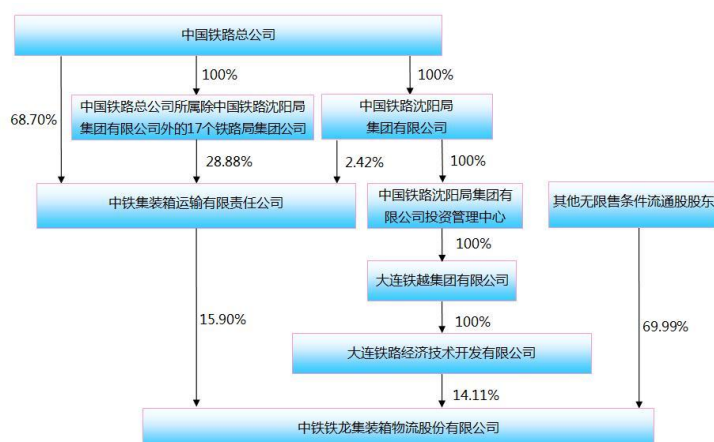 中国铁路总公司
100%
100%
68.70%
中国铁路总公司所属除中国铁路沈阳局
集团有限公司外的17个铁路局集团公司
中国铁路沈阳局
集团有限公司
28.88%
2.42%
100%
中铁集装箱运输有限责任公司
中国铁路沈阳局集团有
限公司投资管理中心
其他无限售条件流通股股东
100%
大连铁越集团有限公司
15.90%
100%
69.99%
大连铁路经济技术开发有限公司
14.11%
中铁铁龙集装箱物流股份有限公司